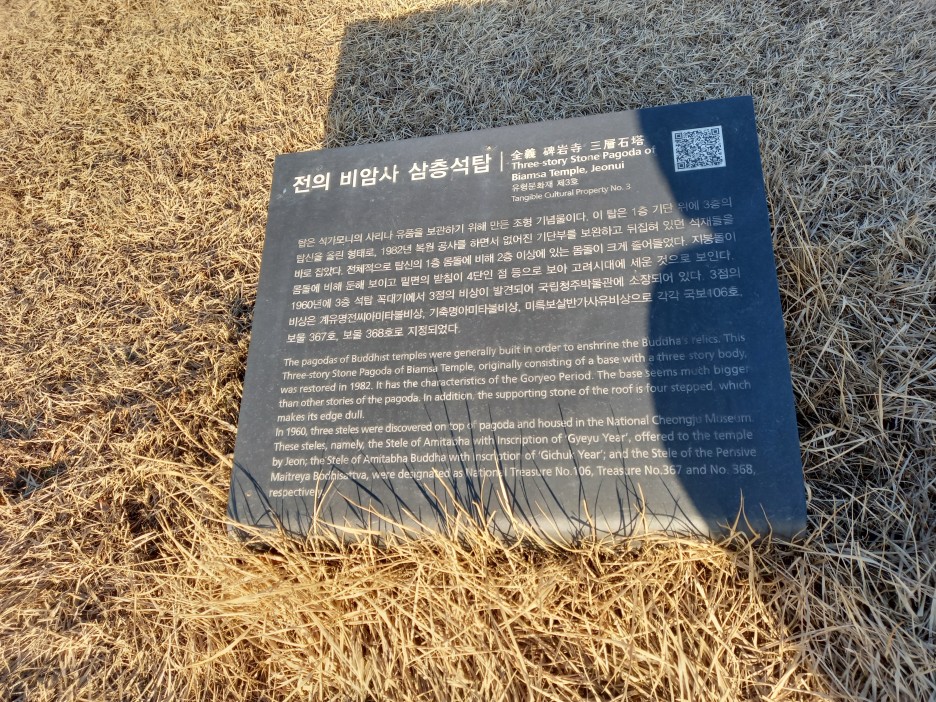 전의 비암사 삼층석탑
全義 碑岩寺 三層石塔
Three-story Stone Pagoda of
Biamsa Temple, Jeonui
유형문화재 제3호
Tangible Cultural Property No. 3
탑은 석가모니의 사리나 유품을 보관하기 위해 만든 조형 기념물이다. 이 탑은 1층 기단 위에 3층의
탑신을 올린 형태로, 1982년 복원 공사를 하면서 없어진 기단부를 보완하고 뒤집혀 있던 석재들을
바로 잡았다. 전체적으로 탑신의 1층 몸돌에 비해 2층 이상에 있는 몸돌이 크게 줄어들었다. 지붕돌이
몸돌에 비해 둔해 보이고 밑면의 받침이 4단인 점 등으로 보아 고려시대에 세운 것으로 보인다.
1960년에 3층 석탑 꼭대기에서 3점의 비상이 발견되어 국립청주박물관에 소장되어 있다. 3점의
비상은 계유명전씨아미타불비상, 기축명아미타불비상, 미륵보살반가사유비상으로 각각 국보106호,
보물 367호, 보물 368호로 지정되었다.
The pagodas of Buddhist temples were generally built in order to enshrine the Buddha's relics. This
Three-story Stone Pagoda of Biamsa Temple, originally consisting of a base with a three story body,
was restored in 1982. It has the characteristics of the Goryeo Period. The base seems much bigger
than other stories of the pagoda. In addition, the supporting stone of the roof is four stepped, which
makes its edge dull.
In 1960, three steles were discovered on top of pagoda and housed in the National Cheongju Museum.
These steles, namely, the Stele of Amitabha with Inscription of 'Gyeyu Year', offered to the temple
by Jeon; the Stele of Amitabha Buddha with Inscription of 'Gichuk Year'; and the Stele of the Pensive
Maitreya Bodhisattva, were designated as National Treasure No.106, Treasure No.367 and No. 368,
respectively.